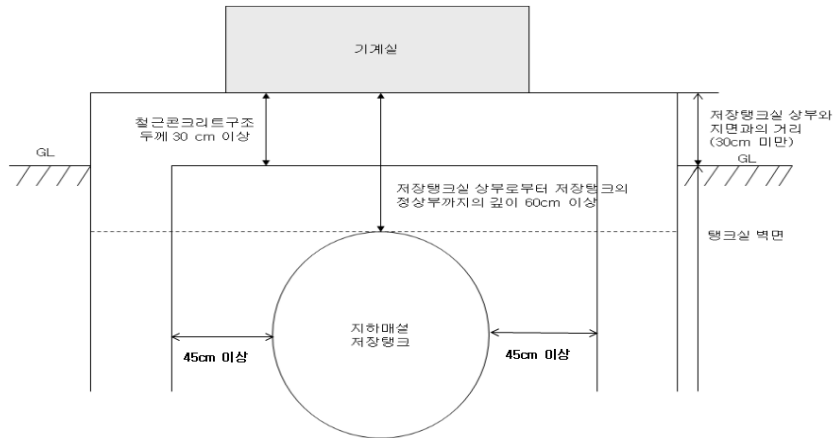 기계실
철근콘크리트구조
두께 30 cm 이상
저장탱크실 상부와
지면과의 거리
(30cm 미만)
GL
GL
저장탱크실 상부로부터 저장탱크의
정상부까지의 깊이 60cm 이상
탱크실 벽면
지하매설
저장탱크
45cm 이상
45cm 이상